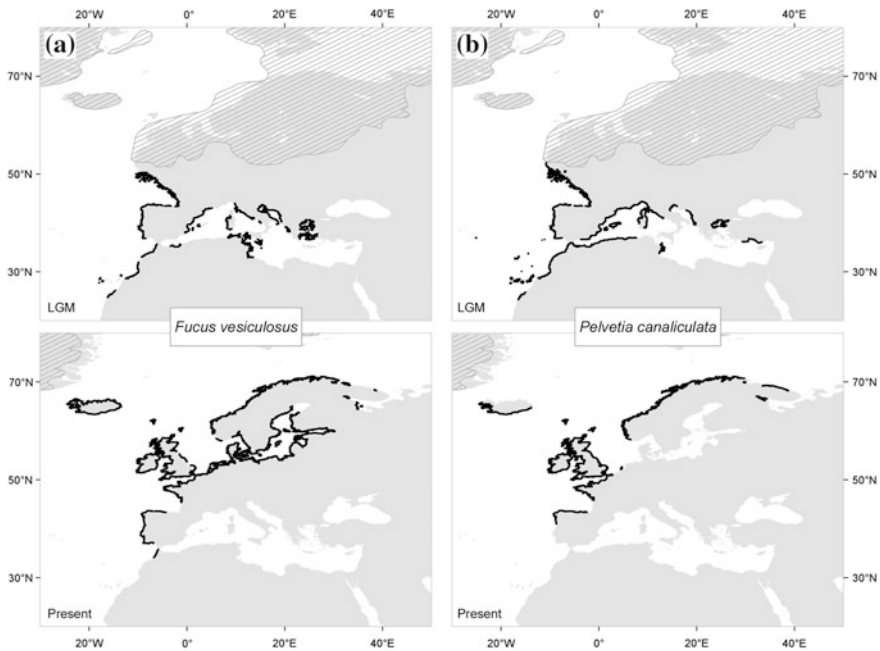 20°W 0° 20°E 40°E 20°W 0° 20°E 40°E
(a) (b)
70°N 70°N
50°N 50°N
30°N 30°N
LGM LGM
Fucus vesiculosus Pelvetia canaliculata
70°N 70°N
50°N 50°N
30°N 30°N
Present Present
20°W 0° 20°E 40°E 20°W 0° 20°E 40°E